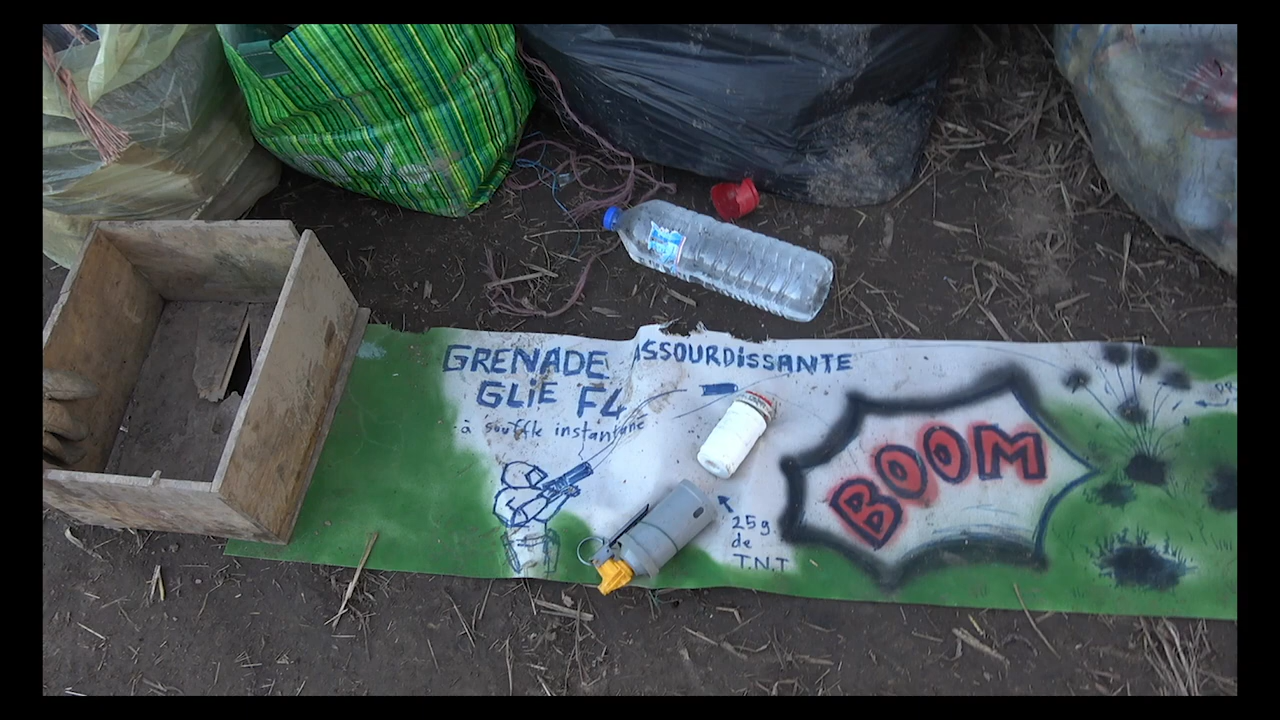 GRENADE ASSOURDISSANTE
GLIE F4
à souffle instantané
25g
de
T.N.T
BOOM